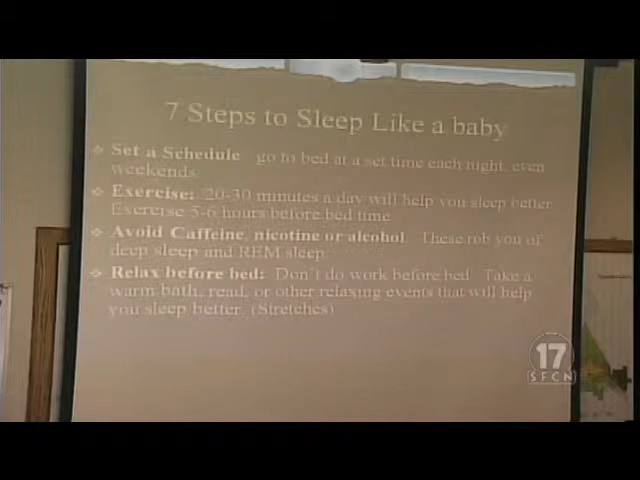 7 Steps to Sleep Like a baby
Set a Schedule go to bed at a set time each night, even
weekends.
Exercise: 20-30 minutes a day will help you sleep better.
Exercise 5-6 hours before bed time
Avoid Caffeine, nicotine or alcohol. These rob you of
deep sleep and REM sleep.
Relax before bed: Don't do work before bed. Take a
warm bath, read, or other relaxing events that will help
you sleep better. (Stretches)
17
SFCN